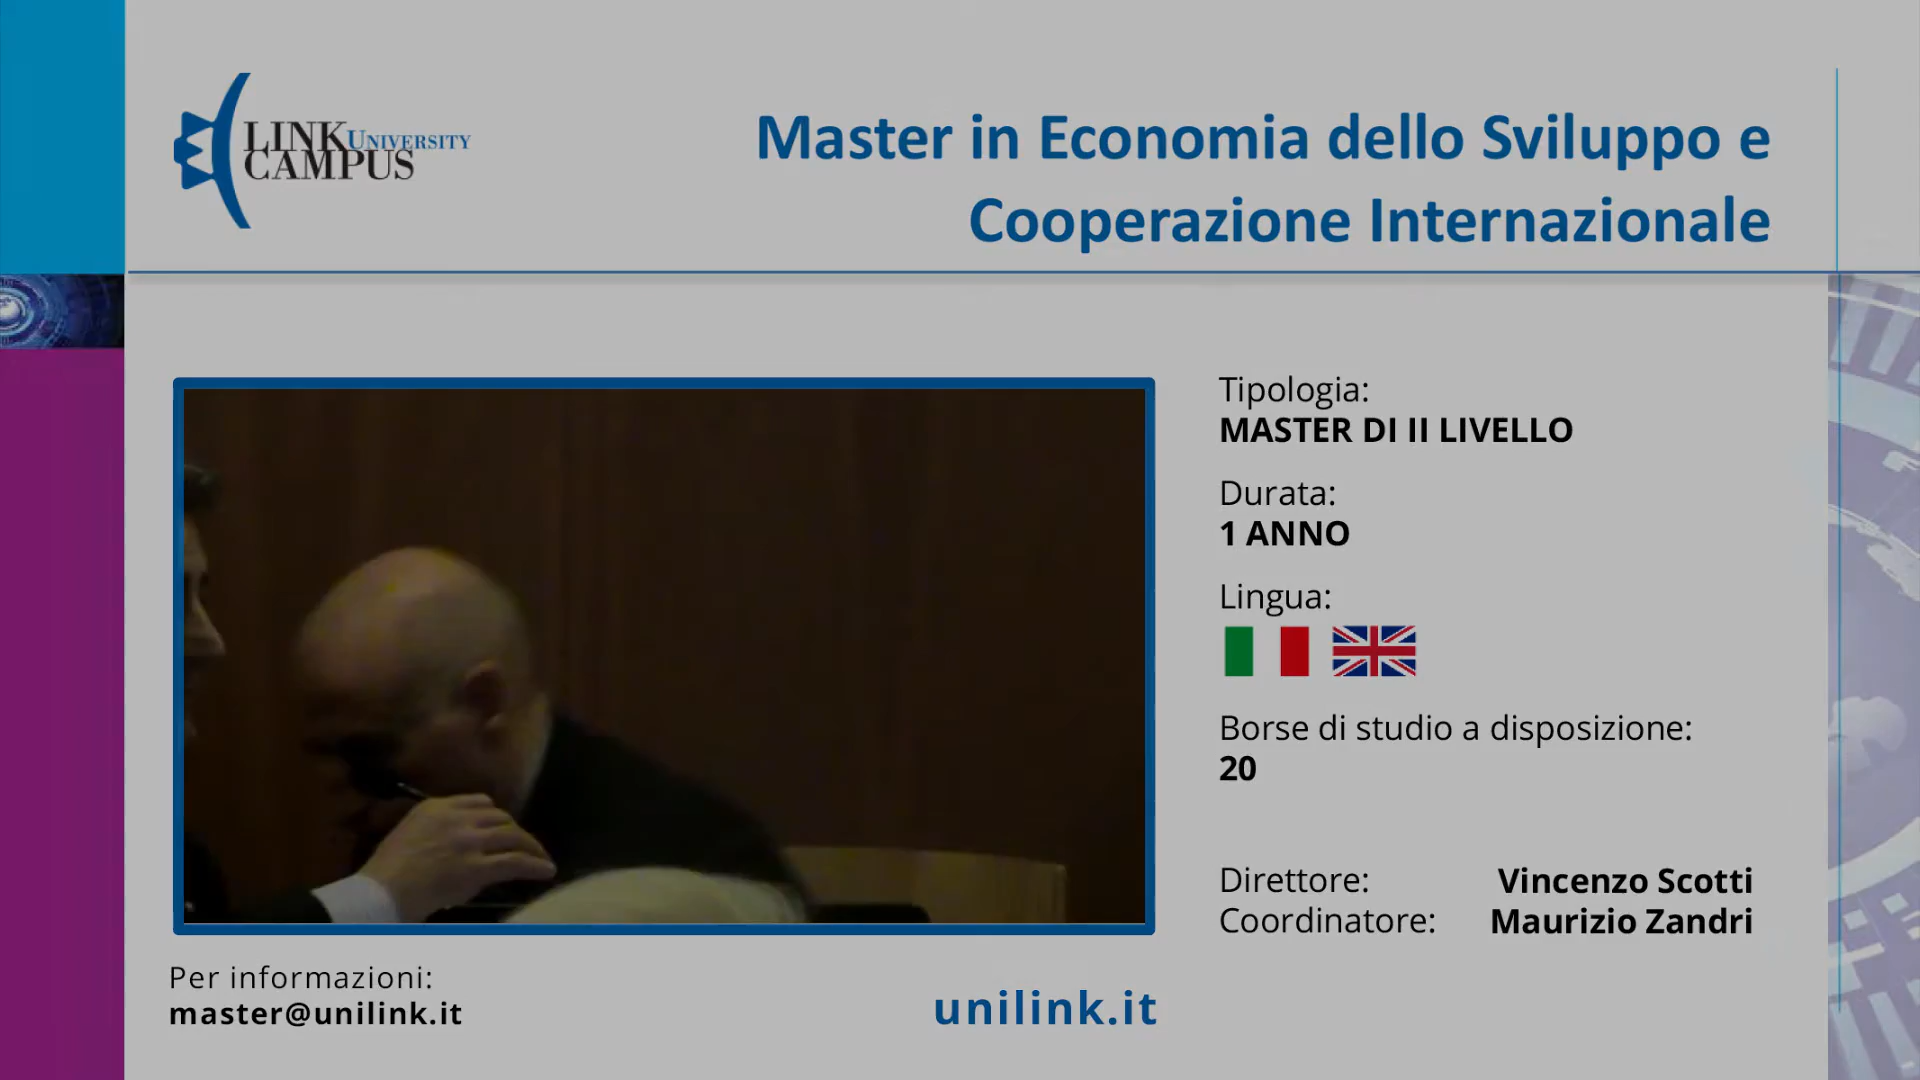 LINK UNIVERSITY
CAMPUS
Master in Economia dello Sviluppo e
Cooperazione Internazionale
Tipologia:
MASTER DI II LIVELLO
Durata:
1 ANNO
Lingua:
Borse di studio a disposizione:
20
Direttore: Vincenzo Scotti
Coordinatore: Maurizio Zandri
Per informazioni:
master@unilink.it
unilink.it